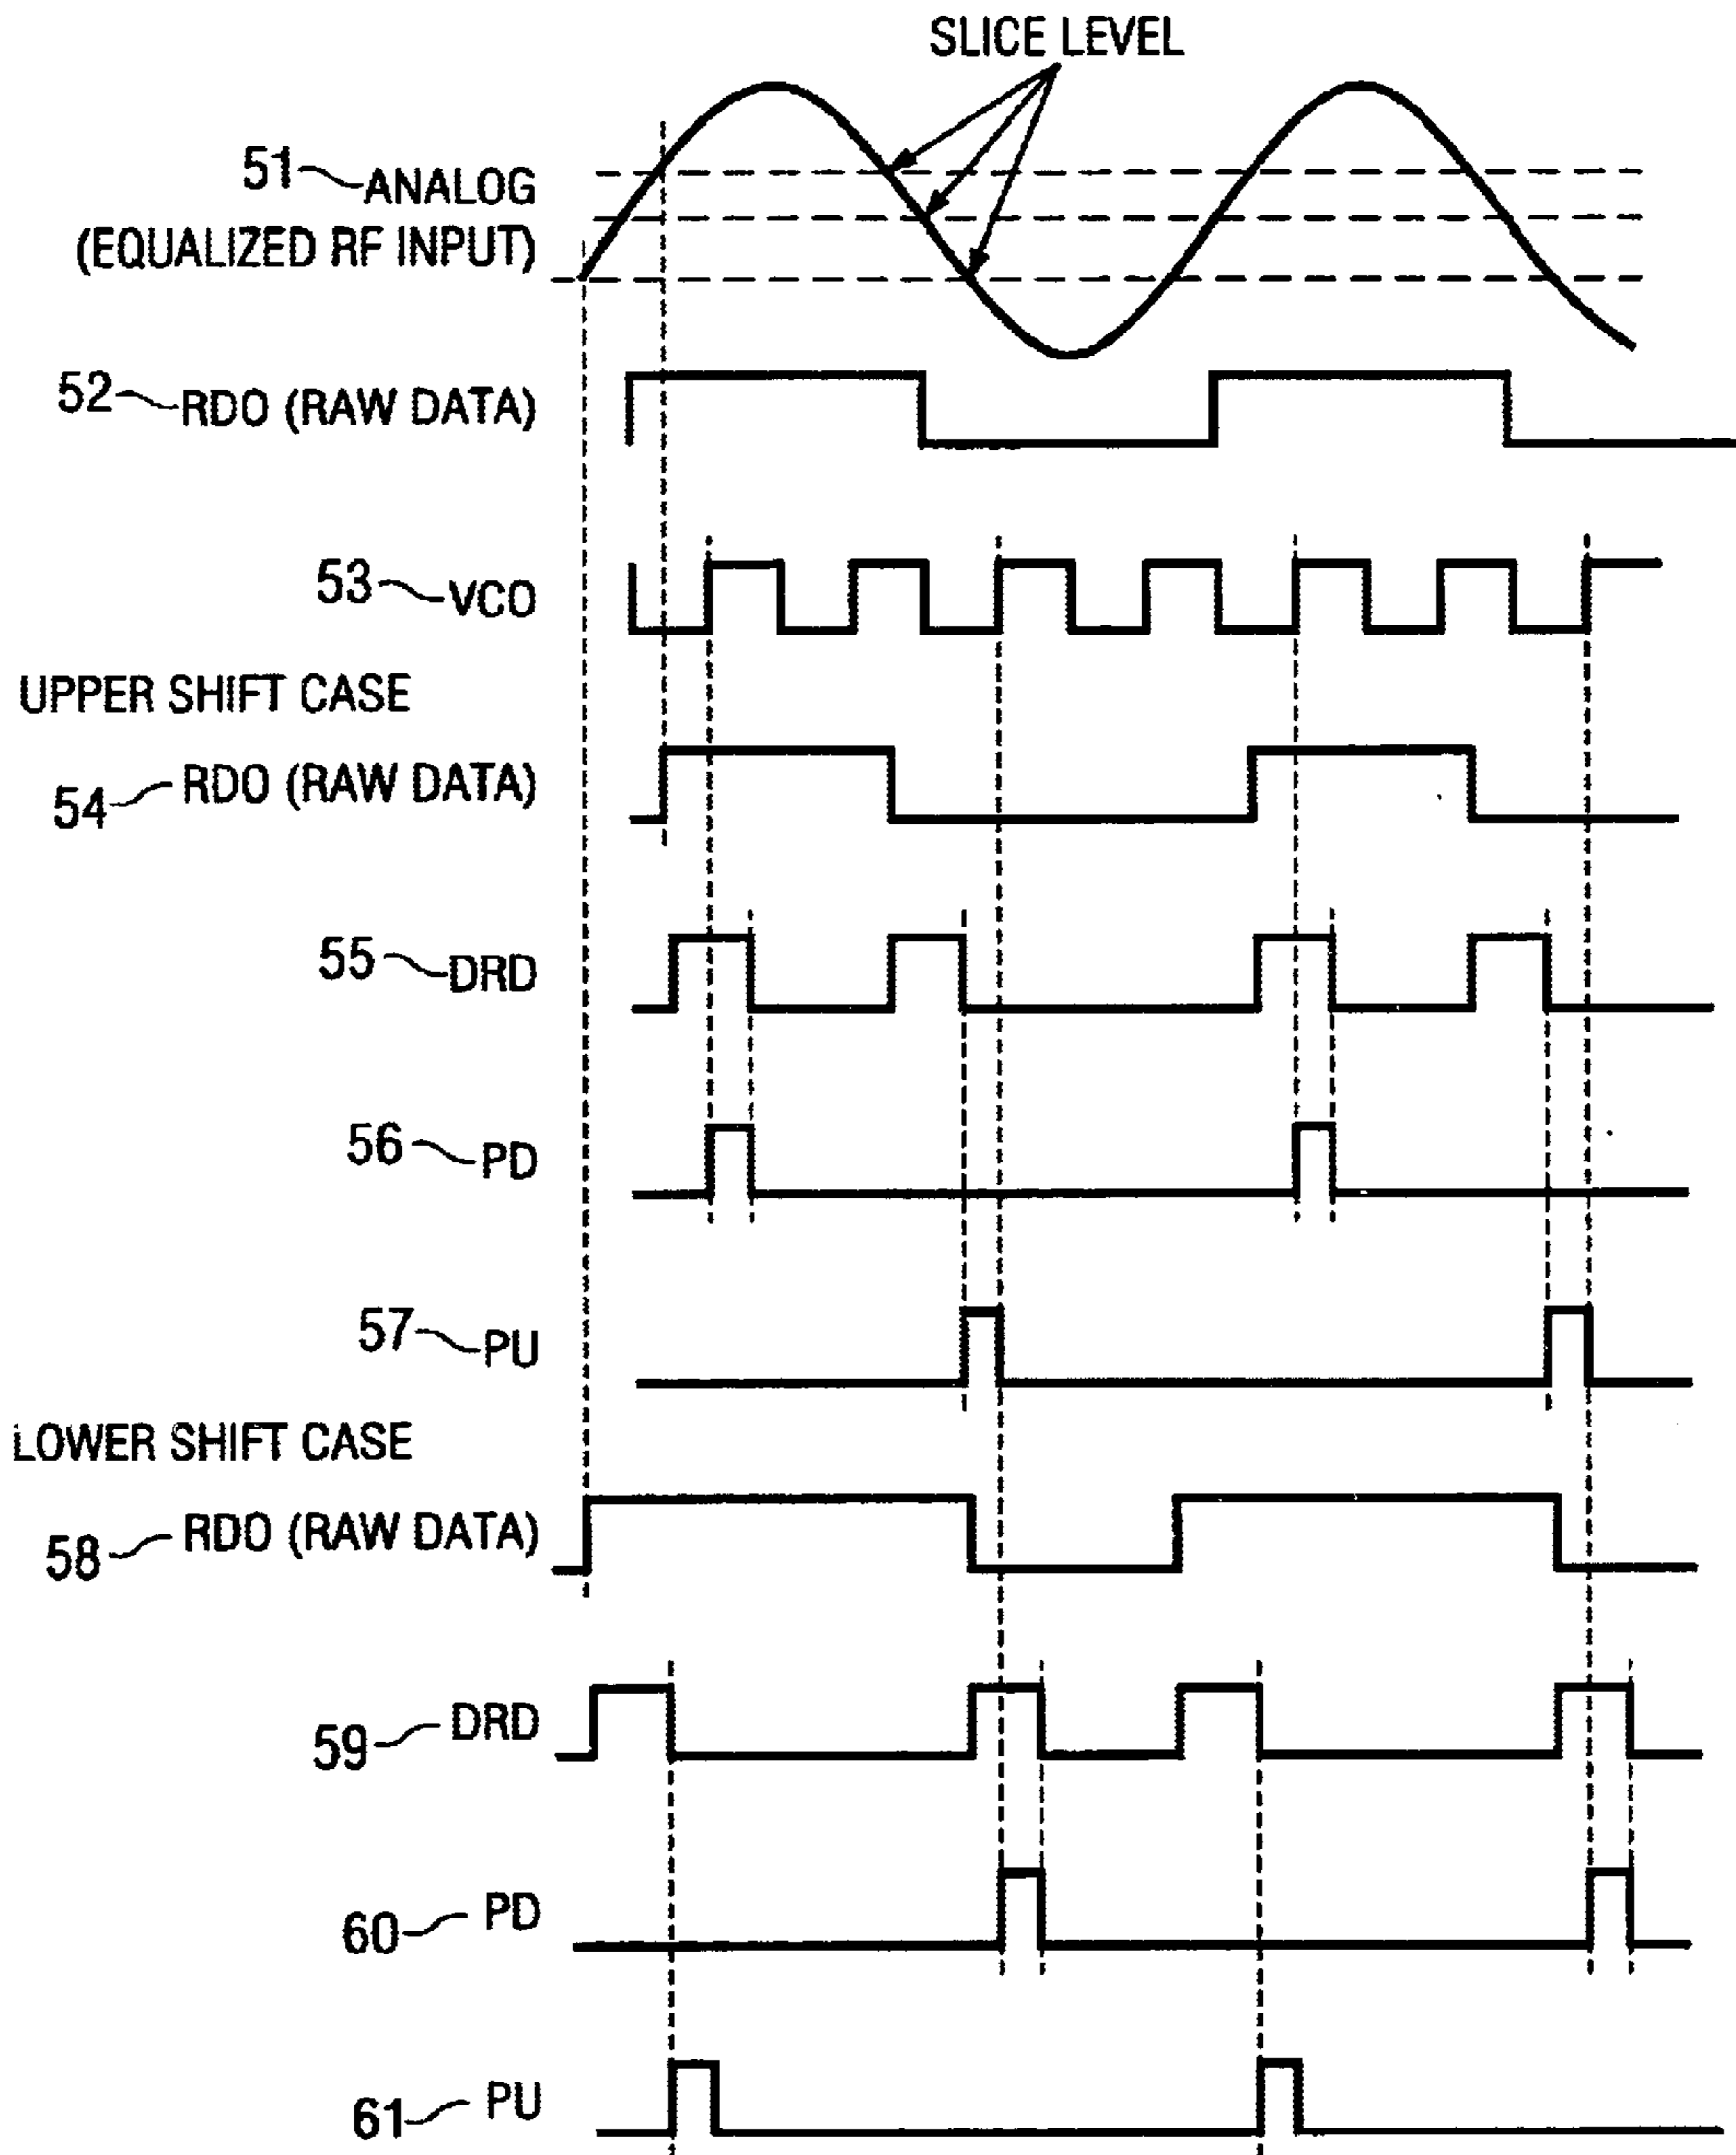 SLICE LEVEL
51 ANALOG
(EQUALIZED RF INPUT)
52 RDO (RAW DATA)
53 VCO
UPPER SHIFT CASE
54 RDO (RAW DATA)
55 DRD
56 PD
57 PU
LOWER SHIFT CASE
58 RDO (RAW DATA)
59 DRD
60 PD
61 PU